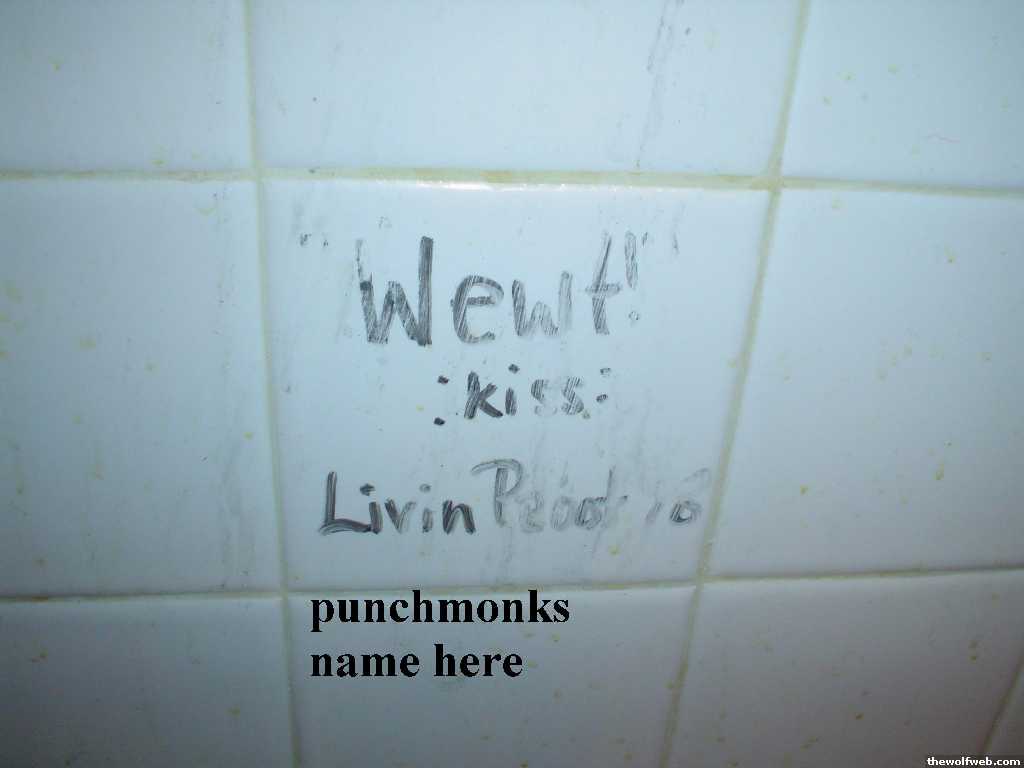 "Wewt!"
:kiss:
Livin
punchmonks
name here
thewolfweb.com